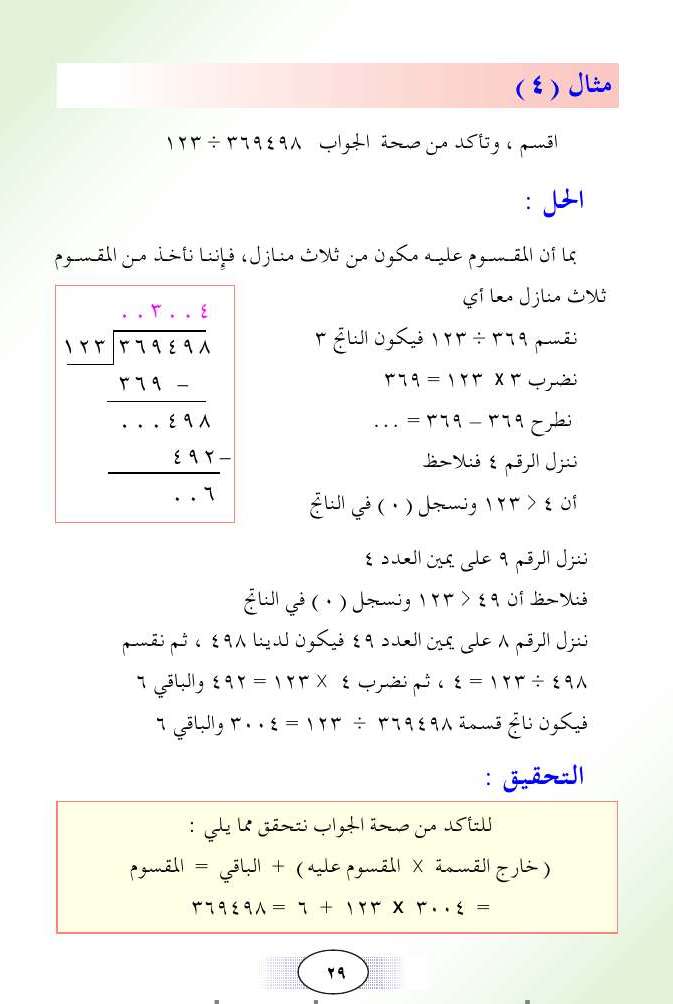 مثال ( ٤ )
اقسم ، وتأكد من صحة الجواب ٣٦٩٤٩٨ ÷ ١٢٣
الحل :
بما أن المقسوم عليه مكون من ثلاث منازل، فإننا نأخذ من المقسوم
ثلاث منازل معا أي
نقسم ٣٦٩ ÷ ١٢٣ فيكون الناتج ٣
نضرب ٣ x ١٢٣ = ٣٦٩
نطرح ٣٦٩ – ٣٦٩ = ٠٠٠
ننزل الرقم ٤ فنلاحظ
أن ٤ < ١٢٣ ونسجل ( ٠ ) في الناتج
٠٠٣٠٠٤
١٢٣ ٣٦٩٤٩٨
٣٦٩ –
٠٠٠٤٩٨
٤٩٢ –
٠٠٦
ننزل الرقم ٩ على يمين العدد ٤
فنلاحظ أن ٤٩ < ١٢٣ ونسجل ( ٠ ) في الناتج
ننزل الرقم ٨ على يمين العدد ٤٩ فيكون لدينا ٤٩٨ ، ثم نقسم
٤٩٨ ÷ ١٢٣ = ٤ ، ثم نضرب ٤ X ١٢٣ = ٤٩٢ والباقي ٦
فيكون ناتج قسمة ٣٦٩٤٩٨ ÷ ١٢٣ = ٣٠٠٤ والباقي ٦
التحقيق :
للتأكد من صحة الجواب نتحقق مما يلي :
(خارج القسمة X المقسوم عليه) + الباقي = المقسوم
= ٣٠٠٤ X ١٢٣ + ٦ = ٣٦٩٤٩٨
٢٩